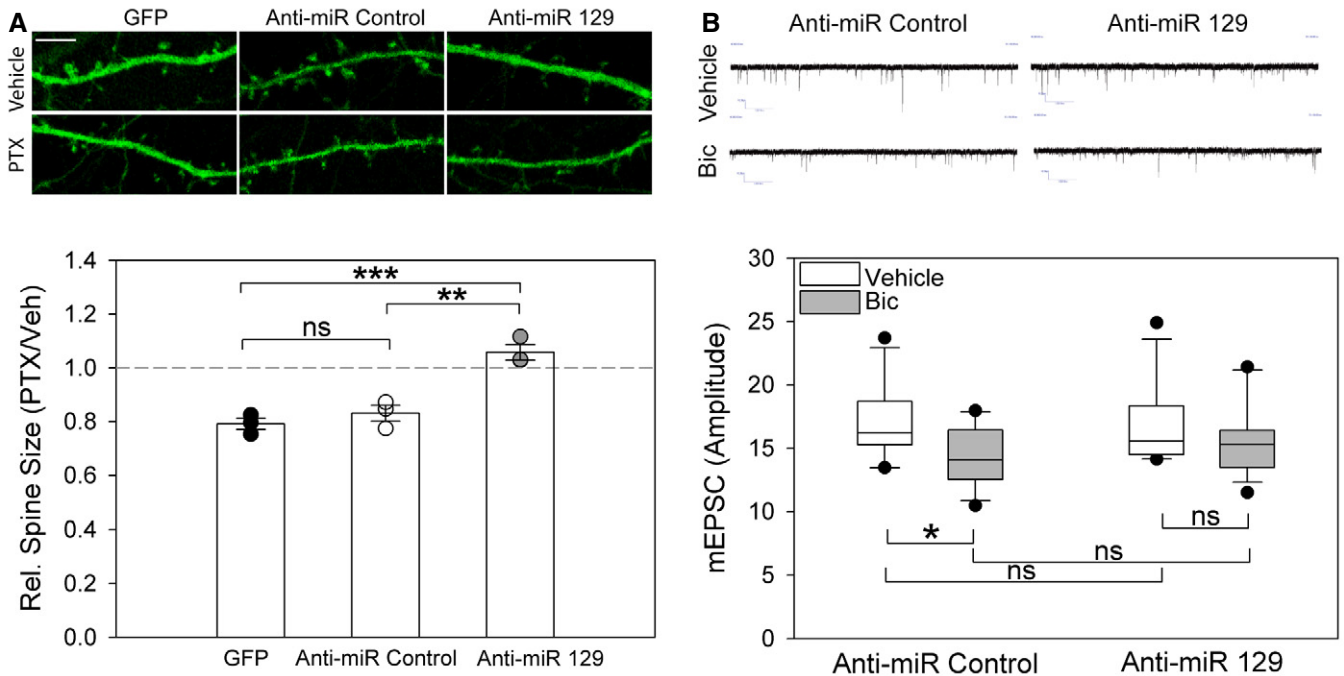 A
GFP
Anti-miR Control
Anti-miR 129
Vehicle
PTX
Rel. Spine Size (PTX/Veh)
1.4
1.2
1.0
0.8
0.6
0.4
0.2
0.0
***
**
ns
GFP
Anti-miR Control
Anti-miR 129
B
Anti-miR Control
Anti-miR 129
Vehicle
Bic
mEPSC (Amplitude)
30
25
20
15
10
5
0
Vehicle
Bic
*
ns
ns
ns
Anti-miR Control
Anti-miR 129